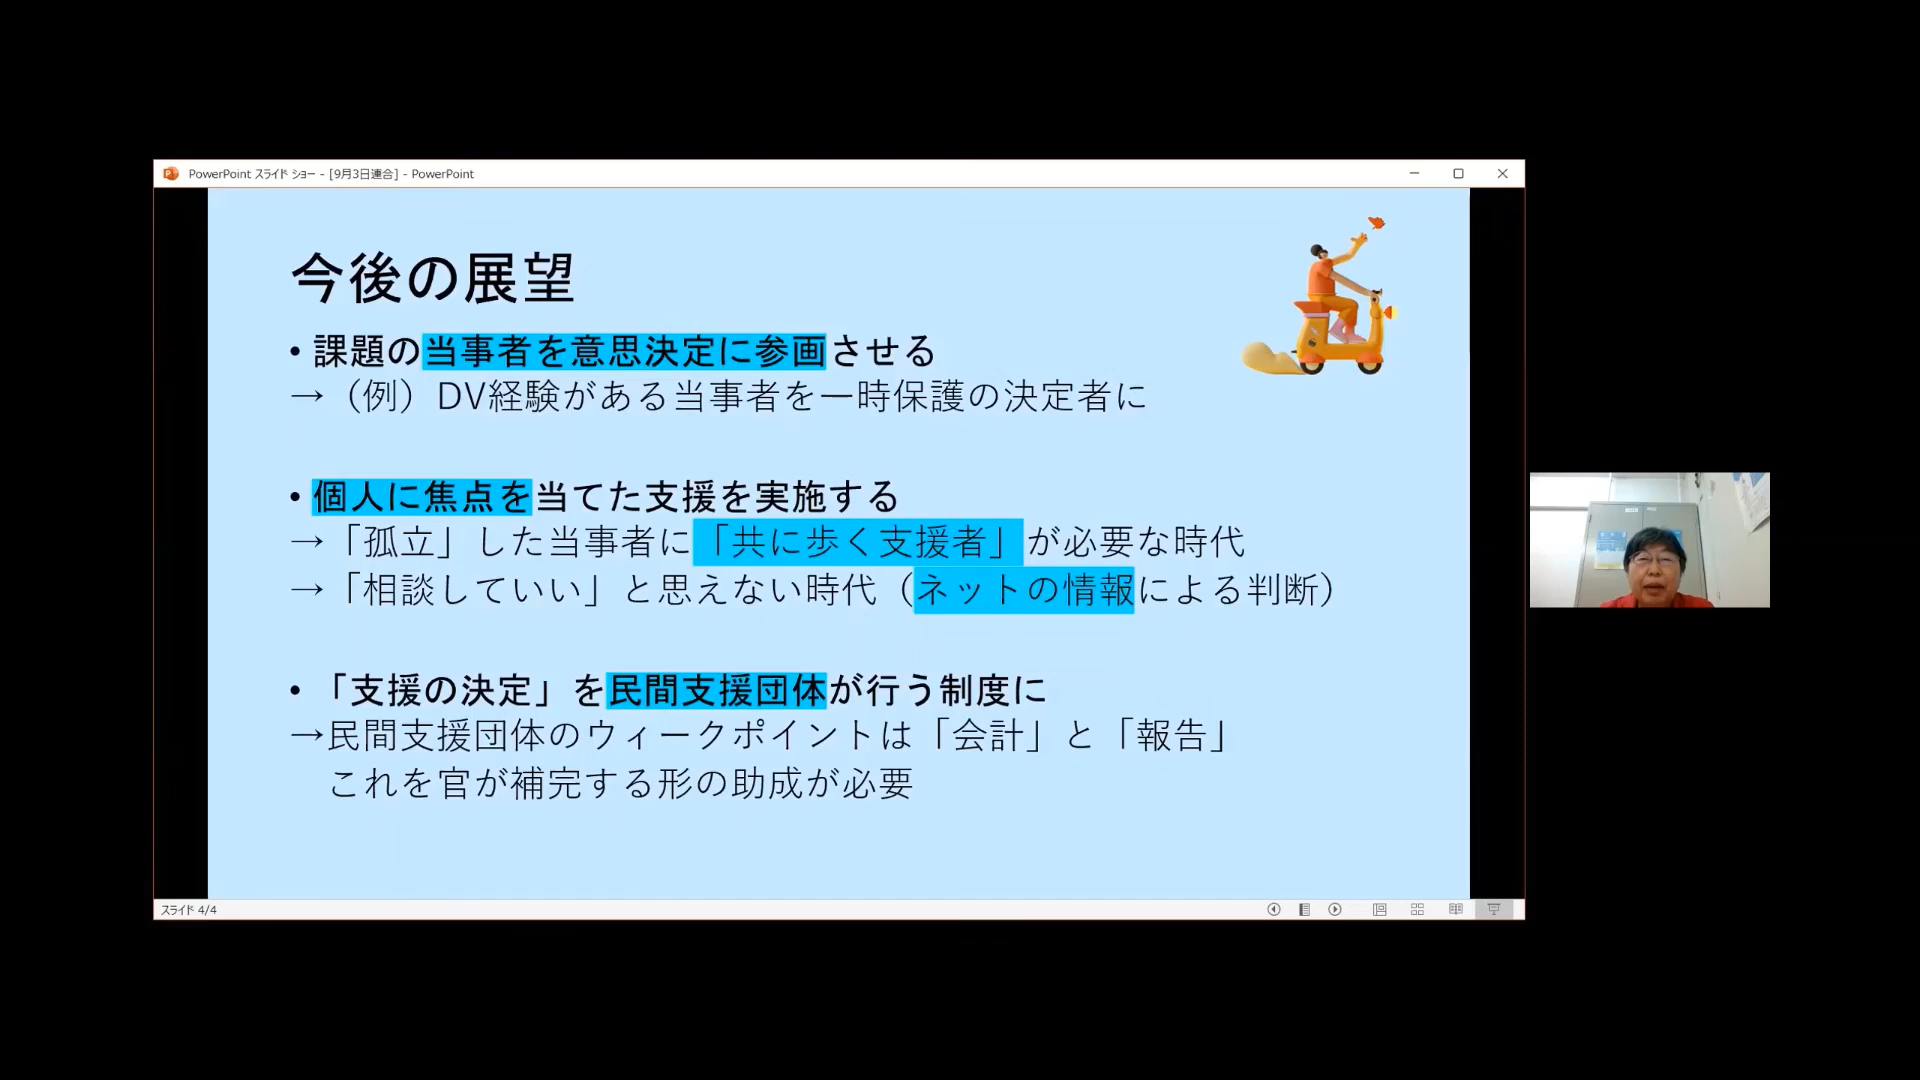 PowerPoint スライド ショー - [9月3日連合] - PowerPoint
今後の展望
• 課題の当事者を意思決定に参画させる
→（例）DV経験がある当事者を一時保護の決定者に
• 個人に焦点を当てた支援を実施する
→「孤立」した当事者に「共に歩く支援者」が必要な時代
→「相談していい」と思えない時代（ネットの情報による判断）
• 「支援の決定」を民間支援団体が行う制度に
→民間支援団体のウィークポイントは「会計」と「報告」
これを官が補完する形の助成が必要
スライド 4/4